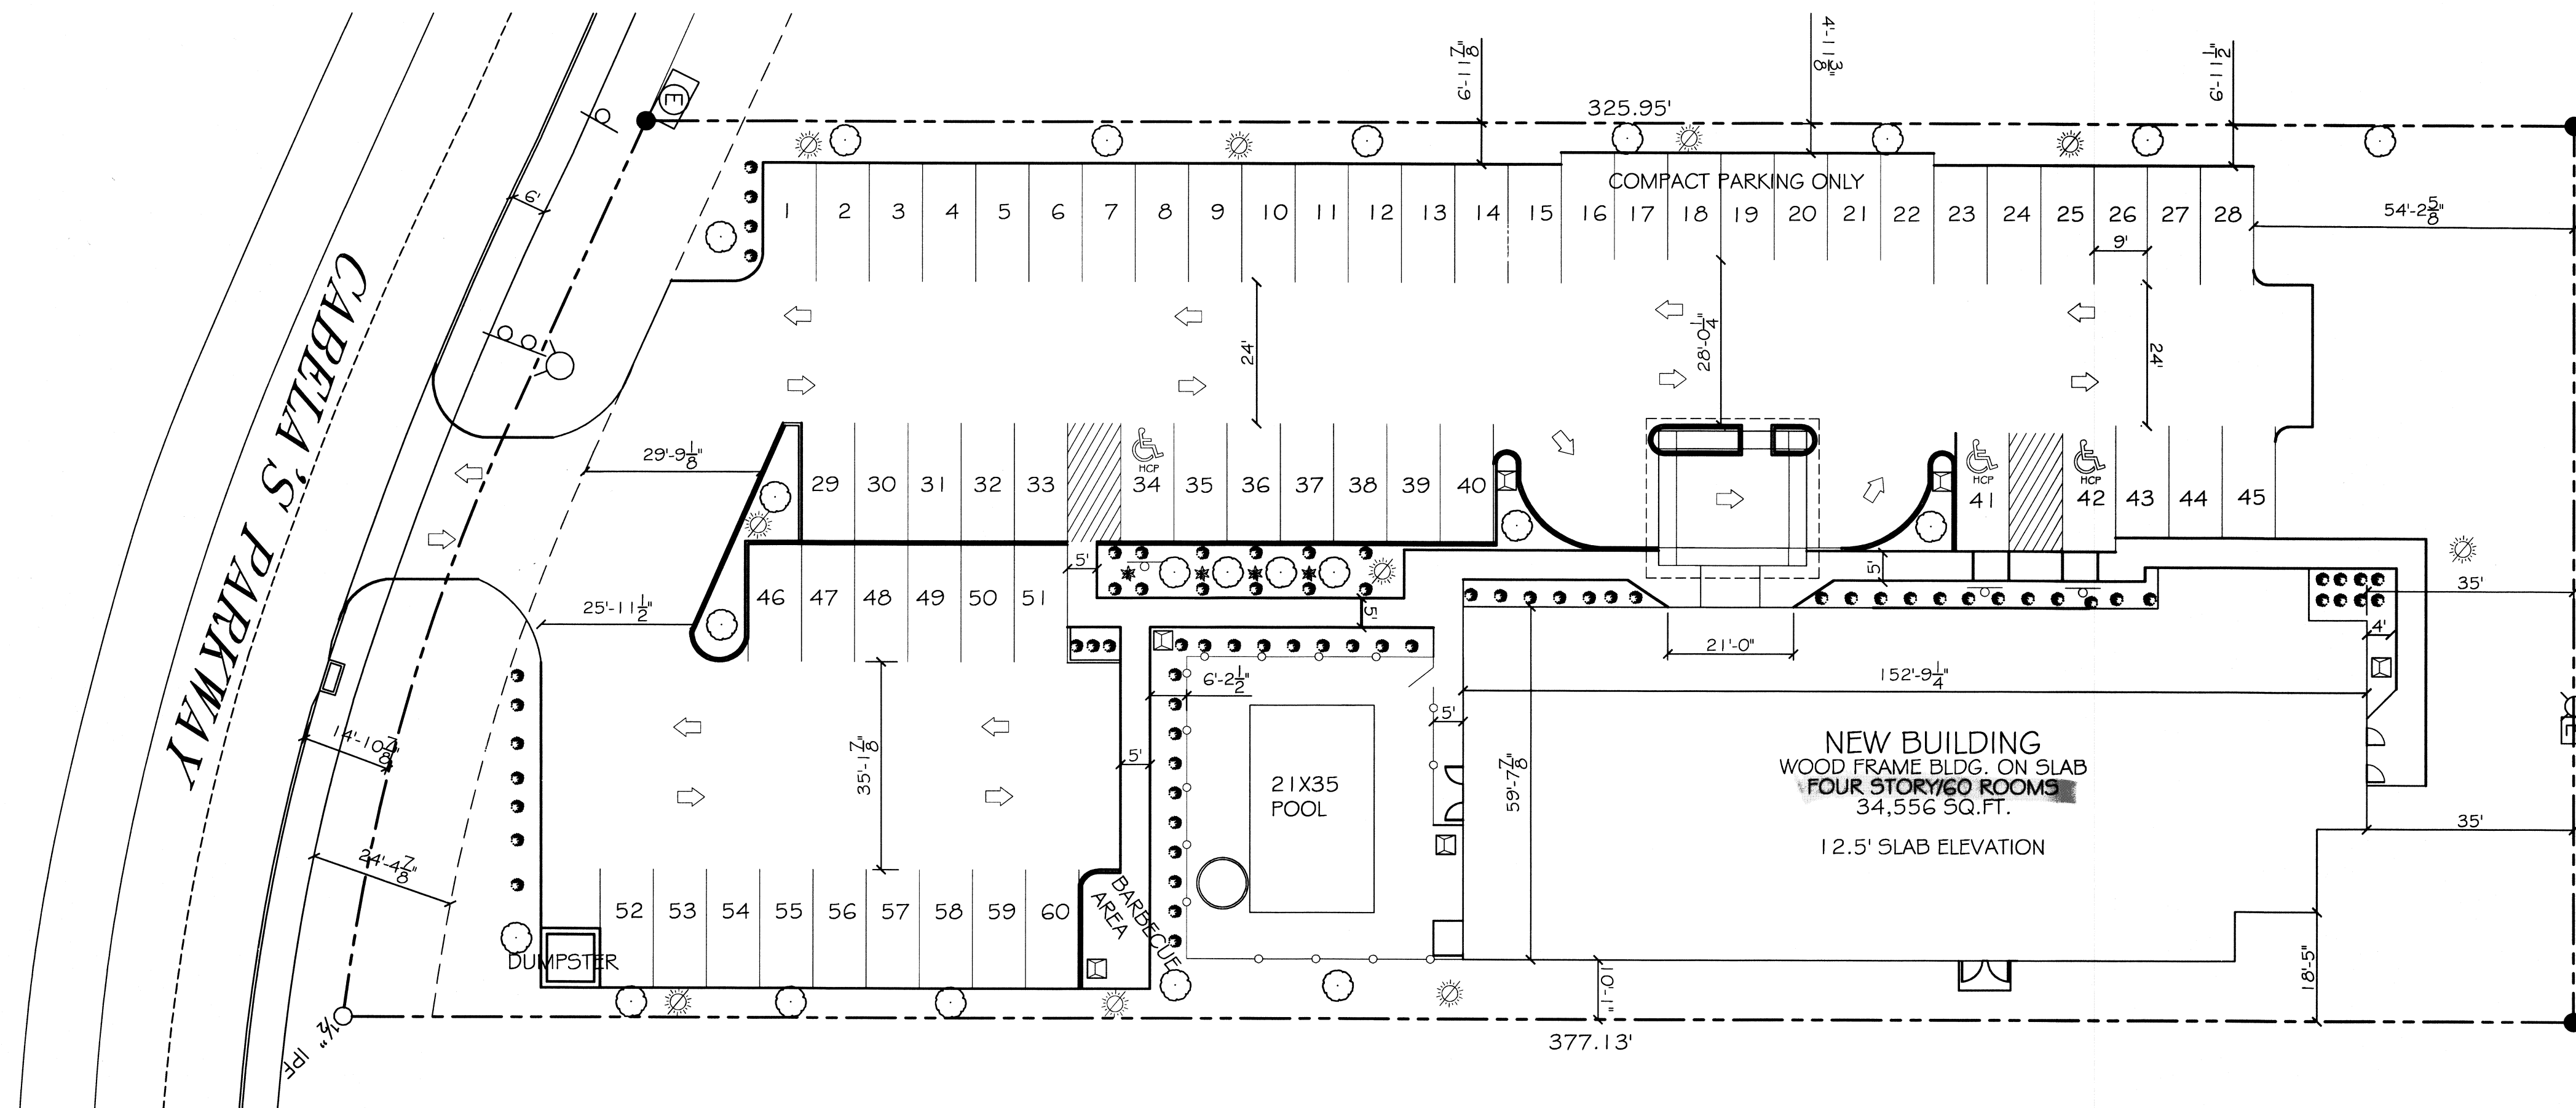 6'-11 7/8"
4'-11 3/8"
6'-11 1/2"
325.95'
E
6'
COMPACT PARKING ONLY
1 2 3 4 5 6 7 8 9 10 11 12 13 14 15 16 17 18 19 20 21 22 23 24 25 26 27 28
54'-2 5/8"
9'
24'
28'-0 1/4"
24'
CABELA'S PARKWAY
29'-9 1/8"
HCP
HCP
HCP
29 30 31 32 33 34 35 36 37 38 39 40 41 42 43 44 45
5'
5'
35'
25'-11 1/2"
46 47 48 49 50 51
5'
21'-0"
4'
6'-2 1/2"
152'-9 1/4"
5'
14'-10 7/8"
35'-1 7/8"
5'
59'-7 7/8"
21X35
POOL
NEW BUILDING
WOOD FRAME BLDG. ON SLAB
FOUR STORY/60 ROOMS
34,556 SQ.FT.
12.5' SLAB ELEVATION
35'
24'-4 7/8"
52 53 54 55 56 57 58 59 60
BARBECUE
AREA
DUMPSTER
10'-1"
18'-5"
1/2" IPF
377.13'